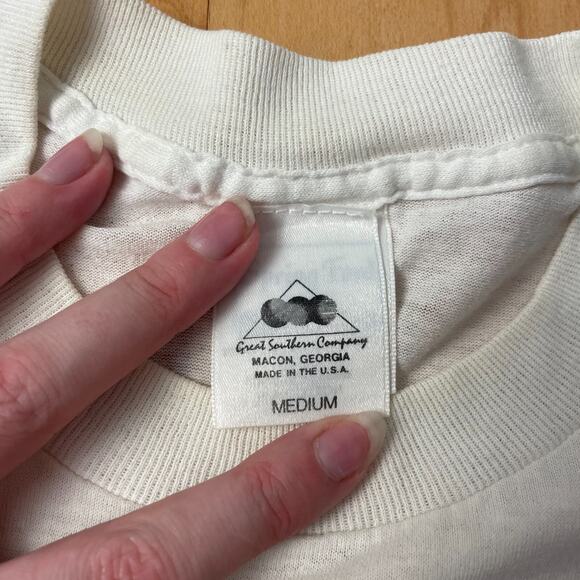 Great Southern Company
MACON, GEORGIA
MADE IN THE U.S.A.
MEDIUM